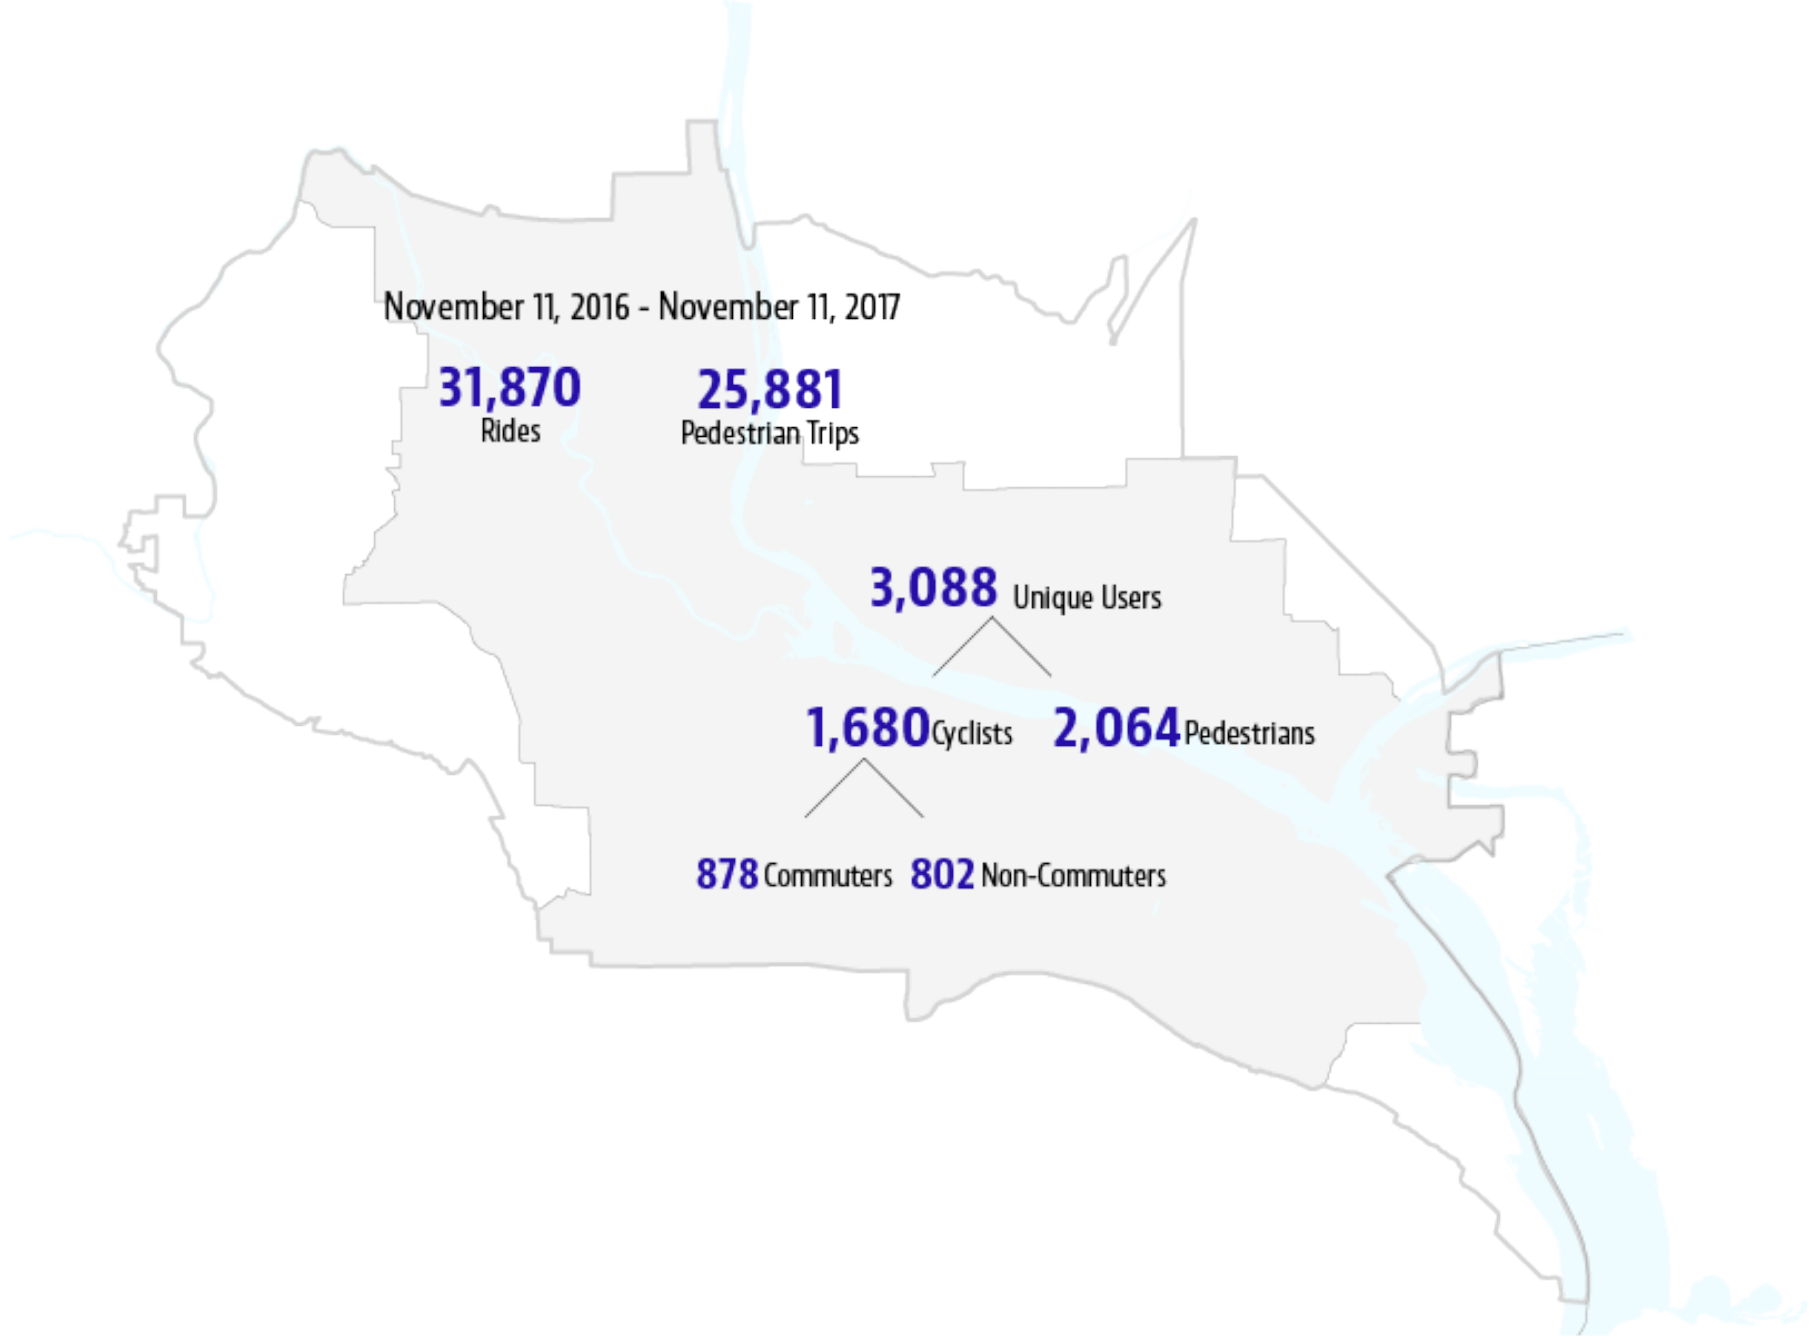 November 11, 2016 - November 11, 2017
31,870 25,881
Rides Pedestrian Trips
3,088 Unique Users
1,680 Cyclists 2,064 Pedestrians
878 Commuters 802 Non-Commuters